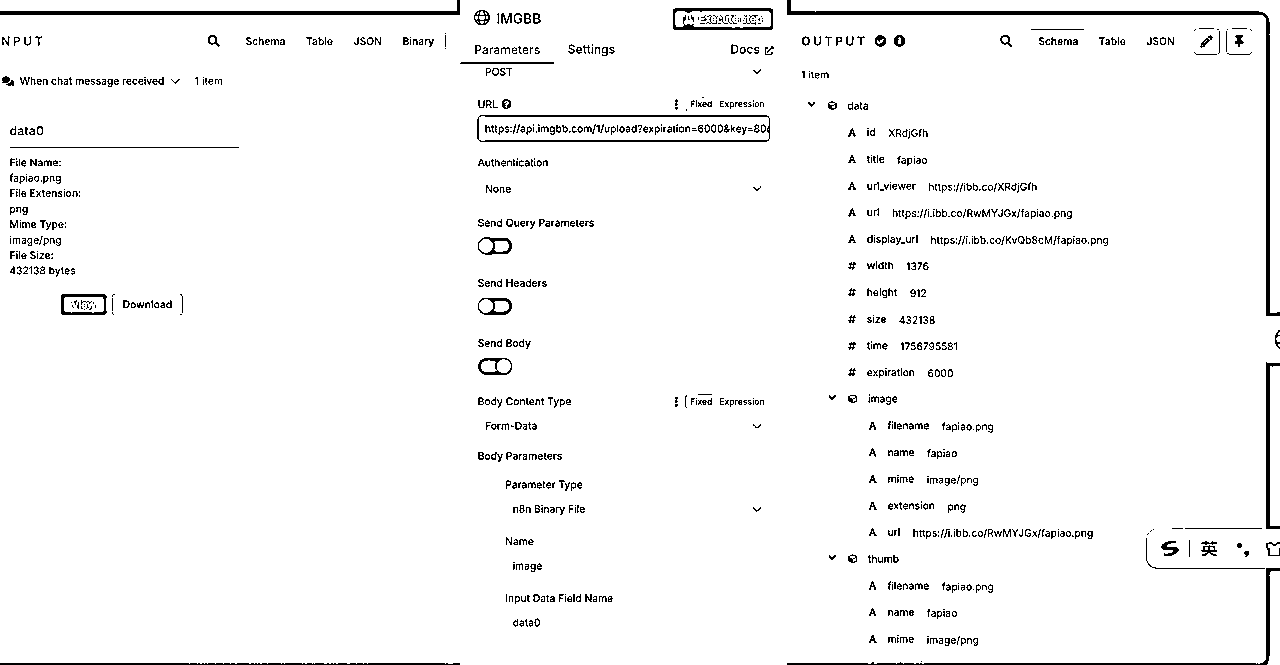 NPUT
Schema
Table
JSON
Binary
When chat message received
1 item
data0
File Name:
fapiao.png
File Extension:
png
Mime Type:
image/png
File Size:
432138 bytes
View
Download
IMGBB
Execute step
Parameters
Settings
Docs
POST
URL
Fixed
Expression
https://api.imgbb.com/1/upload?expiration=6000&key=80
Authentication
None
Send Query Parameters
Send Headers
Send Body
Body Content Type
Fixed
Expression
Form-Data
Body Parameters
Parameter Type
n8n Binary File
Name
image
Input Data Field Name
data0
OUTPUT
Schema
Table
JSON
1 item
data
A id XRdjGfh
A title fapiao
A url_viewer https://ibb.co/XRdjGfh
A url https://i.ibb.co/RwMYJGx/fapiao.png
A display_url https://i.ibb.co/KvQb8cM/fapiao.png
# width 1376
# height 912
# size 432138
# time 1756795581
# expiration 6000
image
A filename fapiao.png
A name fapiao
A mime image/png
A extension png
A url https://i.ibb.co/RwMYJGx/fapiao.png
thumb
A filename fapiao.png
A name fapiao
A mime image/png
英